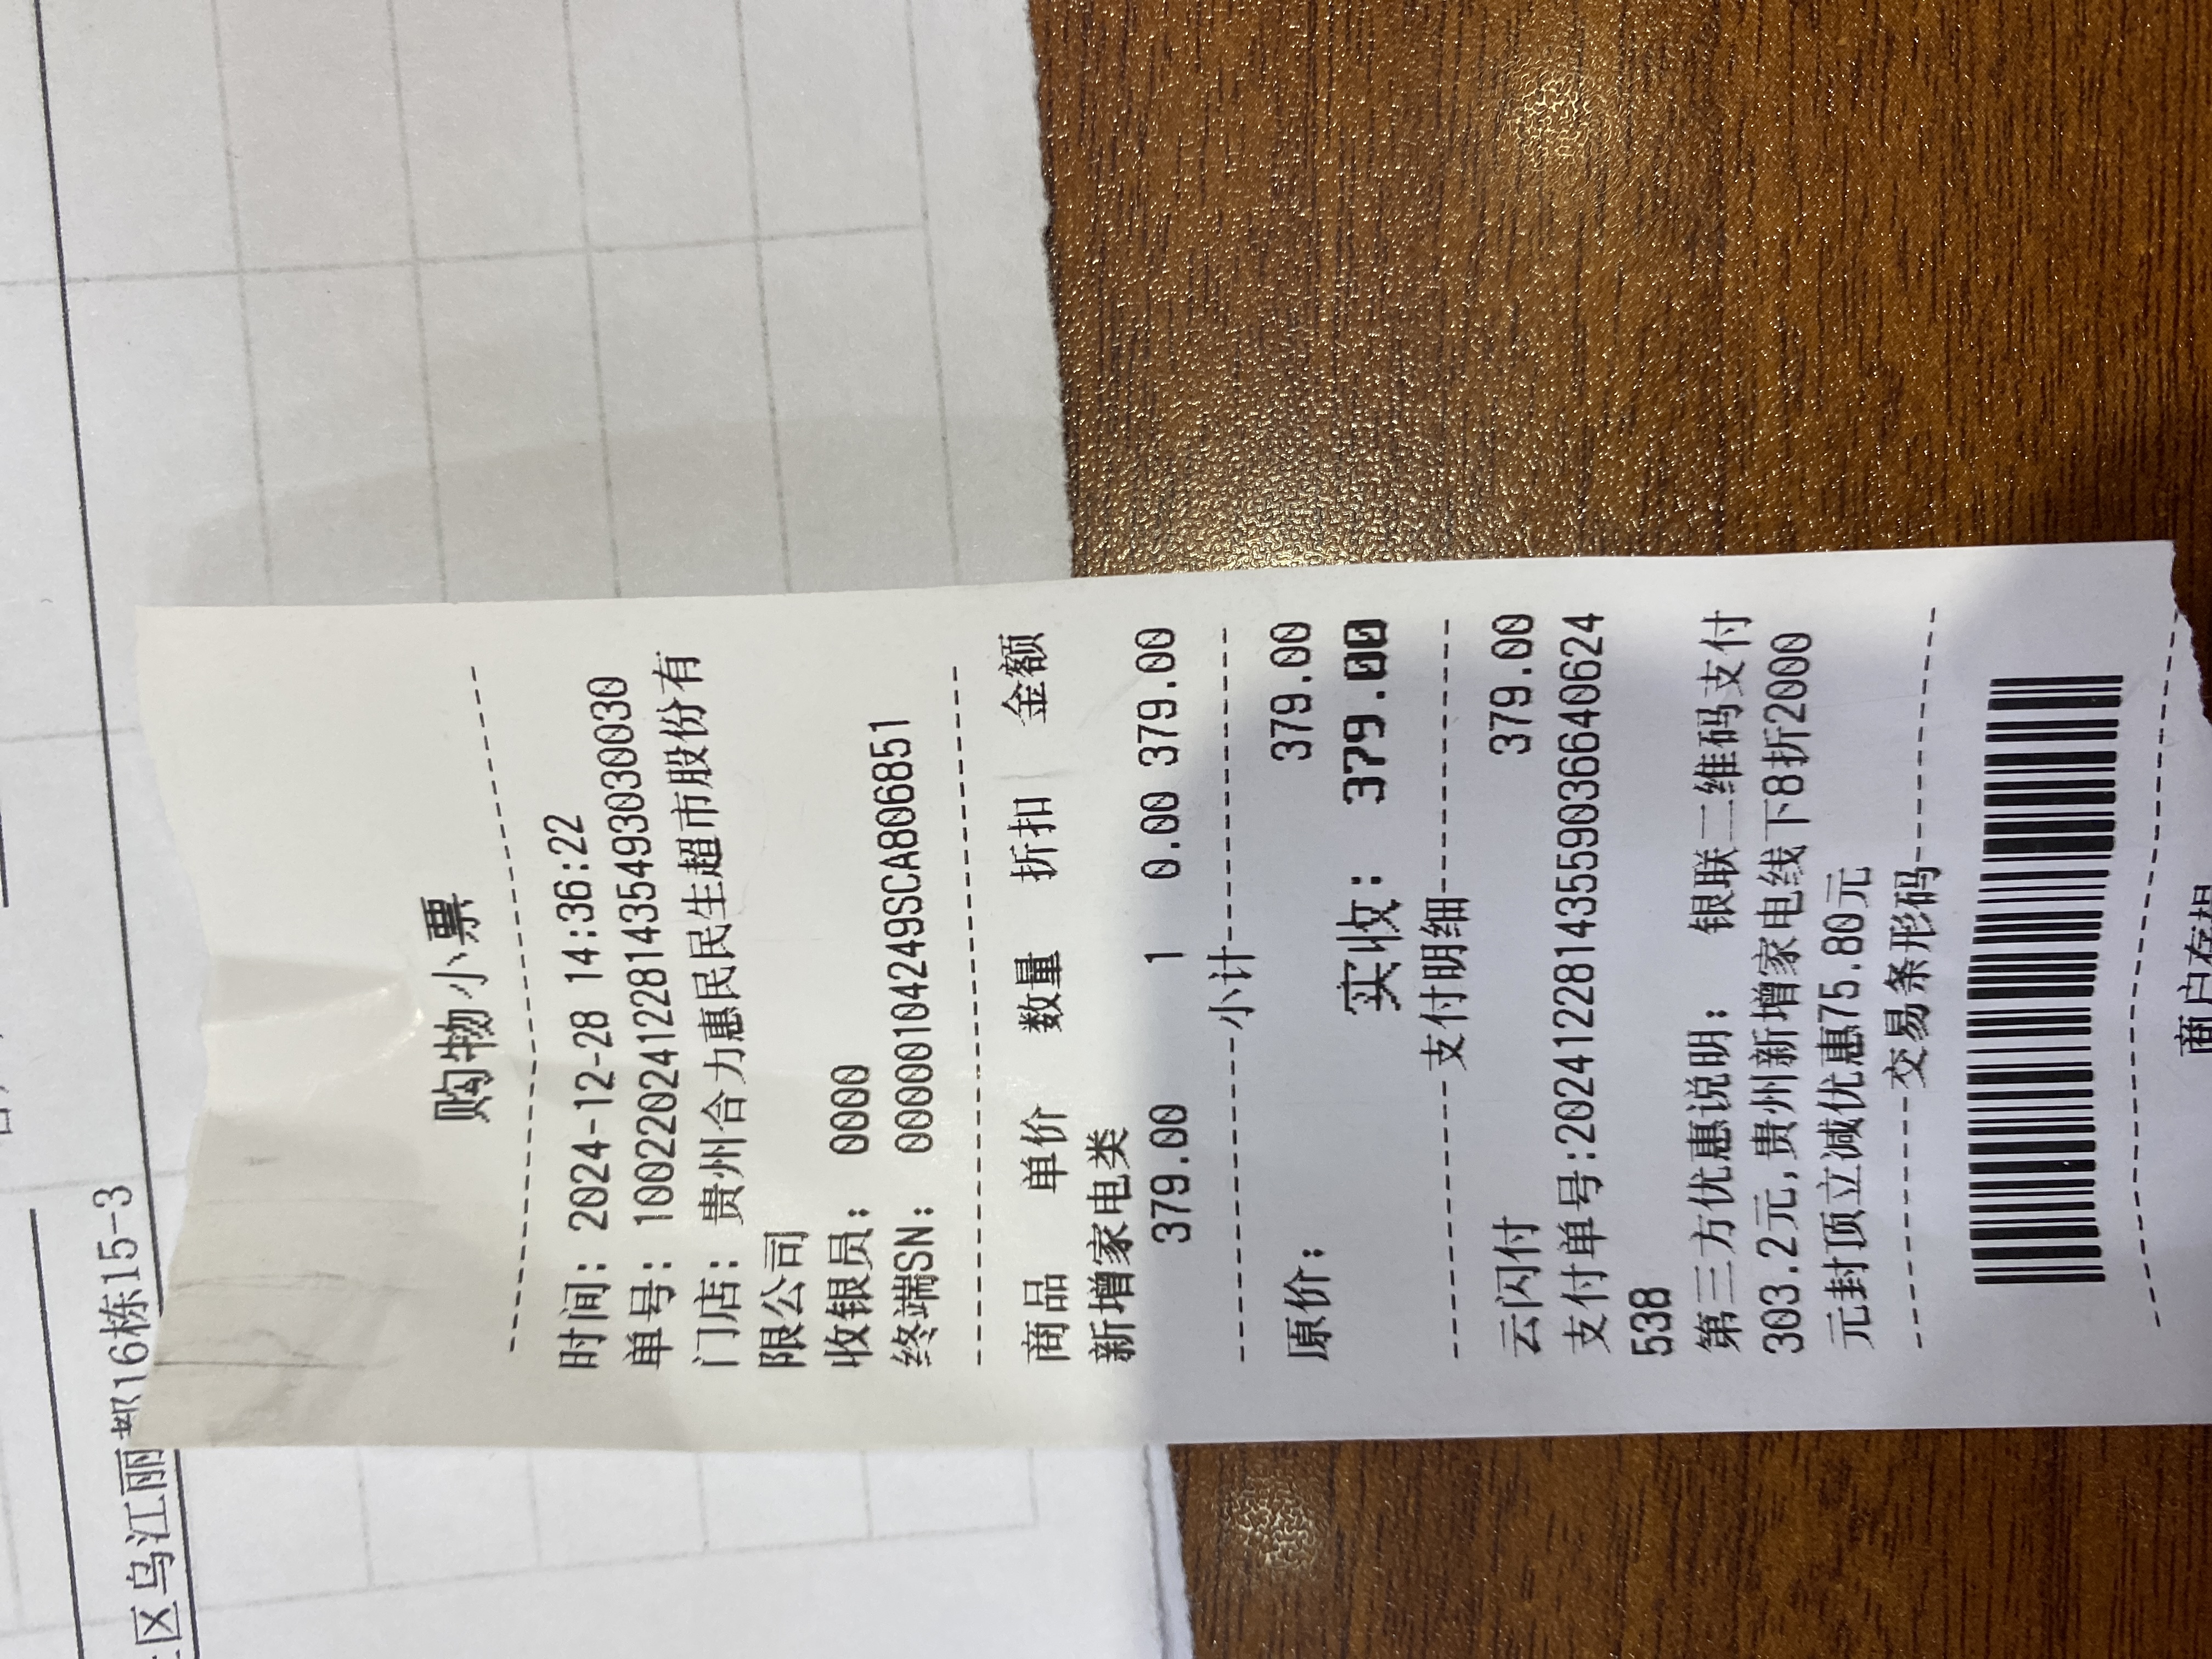 区乌江丽都16栋15-3
购物小票
时间: 2024-12-28 14:36:22
单号: 10022024122814354930300030
门店: 贵州合力惠民民生超市股份有
限公司
收银员: 0000
终端SN: 00000104249SCA806851
商品 单价 数量 折扣 金额
新增家电类
379.00 1 0.00 379.00
小计
原价: 379.00
实收: 379.00
支付明细
云闪付 379.00
支付单号:20241228143559036640624
538
第三方优惠说明: 银联二维码支付
303.2元,贵州新增家电线下8折2000
元封顶立减优惠75.80元
交易条形码
商户存根